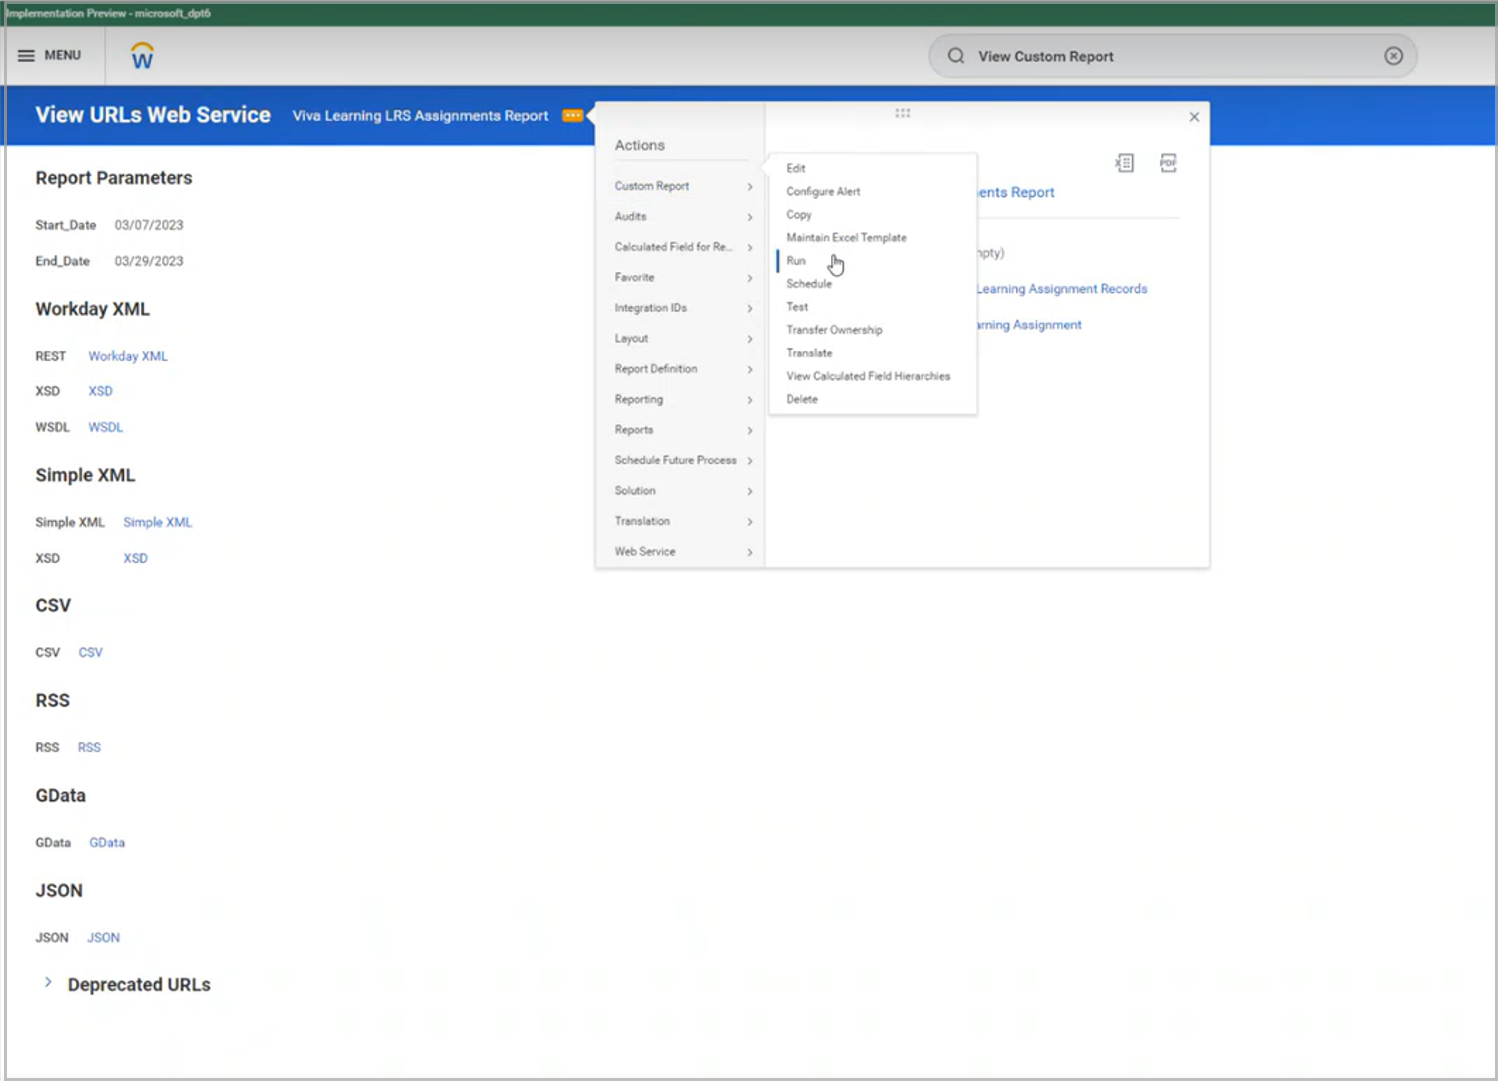 Implementation Preview - microsoft_dpt6
MENU
View Custom Report
View URLs Web Service Viva Learning LRS Assignments Report
Report Parameters
Start_Date 03/07/2023
End_Date 03/29/2023
Workday XML
REST Workday XML
XSD XSD
WSDL WSDL
Simple XML
Simple XML Simple XML
XSD XSD
CSV
CSV CSV
RSS
RSS RSS
GData
GData GData
JSON
JSON JSON
Deprecated URLs
Actions
Custom Report
Audits
Calculated Field for Re...
Favorite
Integration IDs
Layout
Report Definition
Reporting
Reports
Schedule Future Process
Solution
Translation
Web Service
Edit
Configure Alert
Copy
Maintain Excel Template
Run
Schedule
Test
Transfer Ownership
Translate
View Calculated Field Hierarchies
Delete
PDF
ents Report
pty)
Learning Assignment Records
rning Assignment